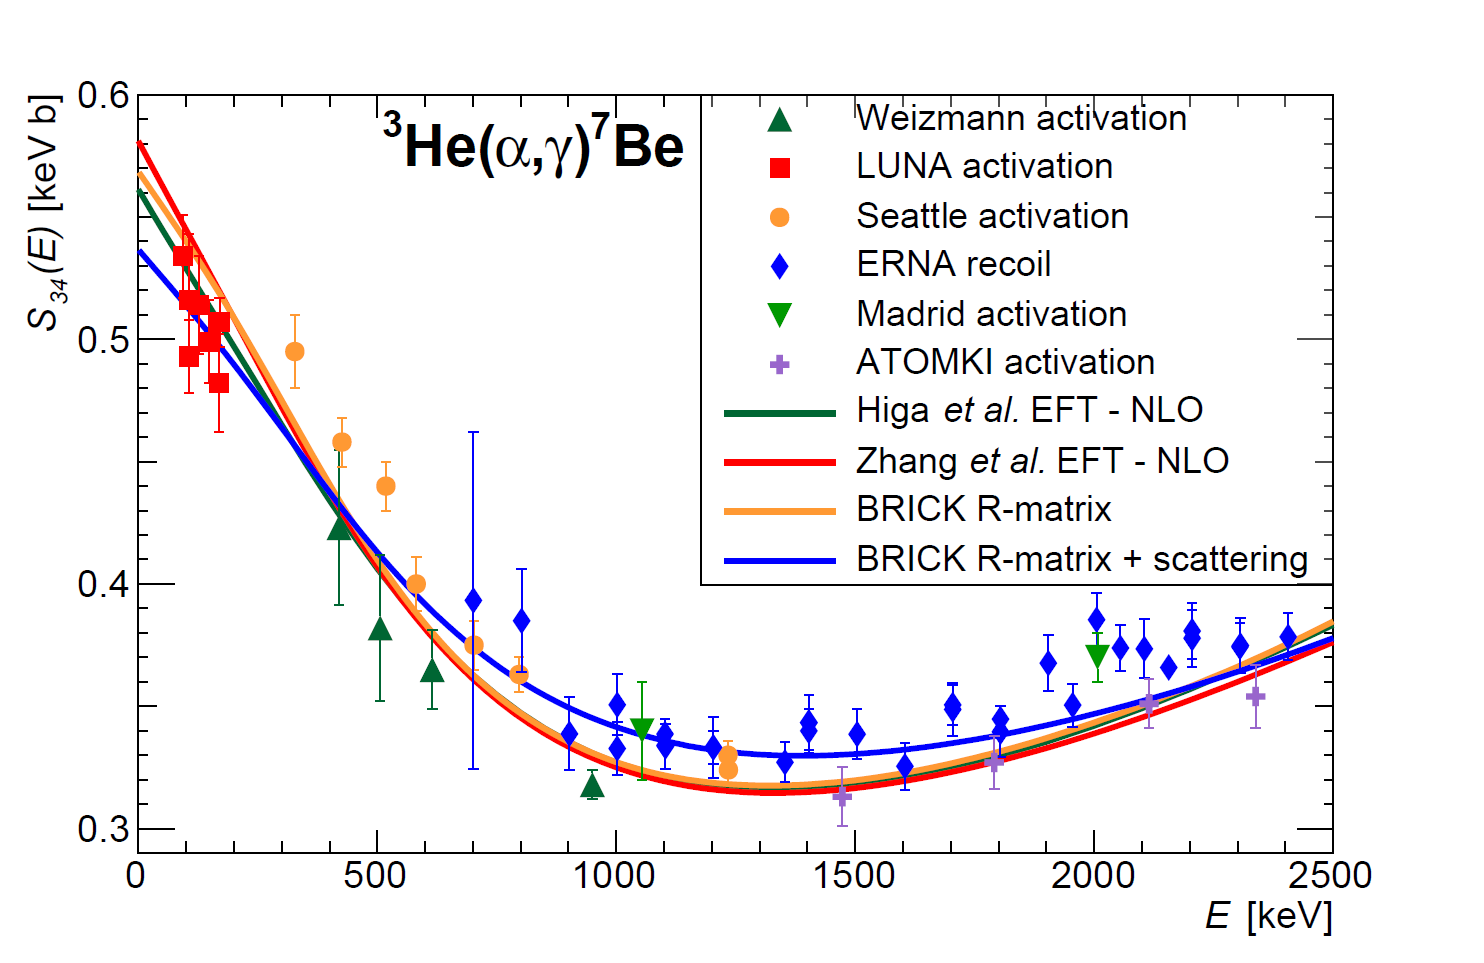 S34(E) [keV b]
0.6
0.5
0.4
0.3
³He(α,γ)⁷Be
Weizmann activation
LUNA activation
Seattle activation
ERNA recoil
Madrid activation
ATOMKI activation
Higa et al. EFT - NLO
Zhang et al. EFT - NLO
BRICK R-matrix
BRICK R-matrix + scattering
0 500 1000 1500 2000 2500
E [keV]